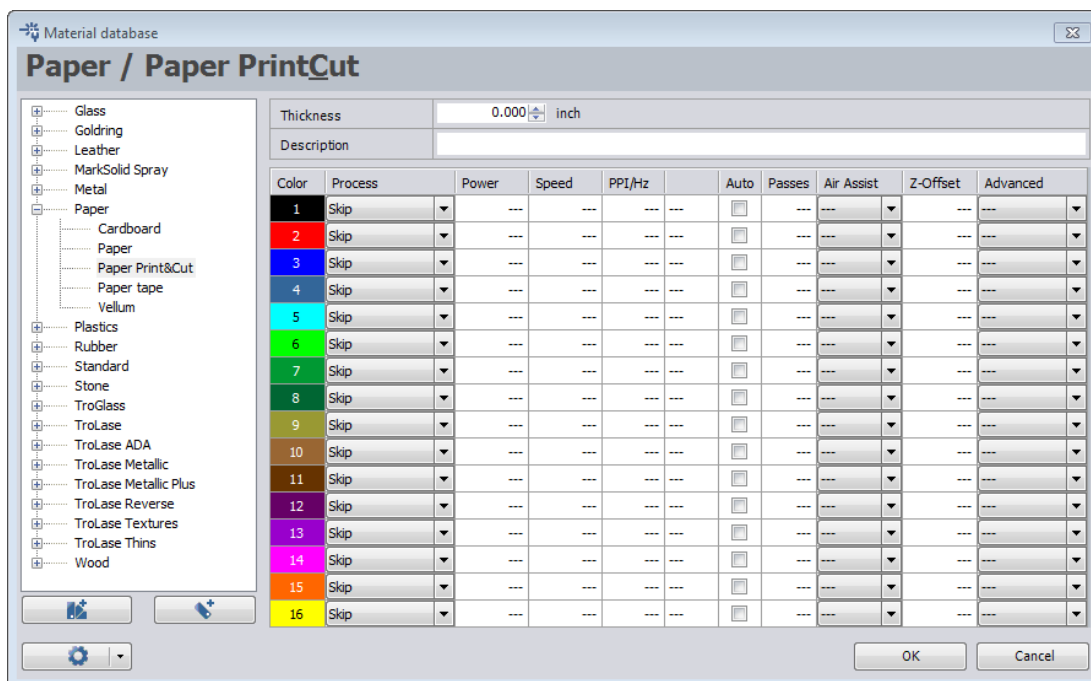 Material database
Paper / Paper PrintCut
Glass
Goldring
Leather
MarkSolid Spray
Metal
Paper
Cardboard
Paper
Paper Print&Cut
Paper tape
Vellum
Plastics
Rubber
Standard
Stone
TroGlass
TroLase
TroLase ADA
TroLase Metallic
TroLase Metallic Plus
TroLase Reverse
TroLase Textures
TroLase Thins
Wood
Thickness 0.000 inch
Description
Color Process Power Speed PPI/Hz Auto Passes Air Assist Z-Offset Advanced
1 Skip --- --- --- --- --- --- --- ---
2 Skip --- --- --- --- --- --- --- ---
3 Skip --- --- --- --- --- --- --- ---
4 Skip --- --- --- --- --- --- --- ---
5 Skip --- --- --- --- --- --- --- ---
6 Skip --- --- --- --- --- --- --- ---
7 Skip --- --- --- --- --- --- --- ---
8 Skip --- --- --- --- --- --- --- ---
9 Skip --- --- --- --- --- --- --- ---
10 Skip --- --- --- --- --- --- --- ---
11 Skip --- --- --- --- --- --- --- ---
12 Skip --- --- --- --- --- --- --- ---
13 Skip --- --- --- --- --- --- --- ---
14 Skip --- --- --- --- --- --- --- ---
15 Skip --- --- --- --- --- --- --- ---
16 Skip --- --- --- --- --- --- --- ---
OK Cancel